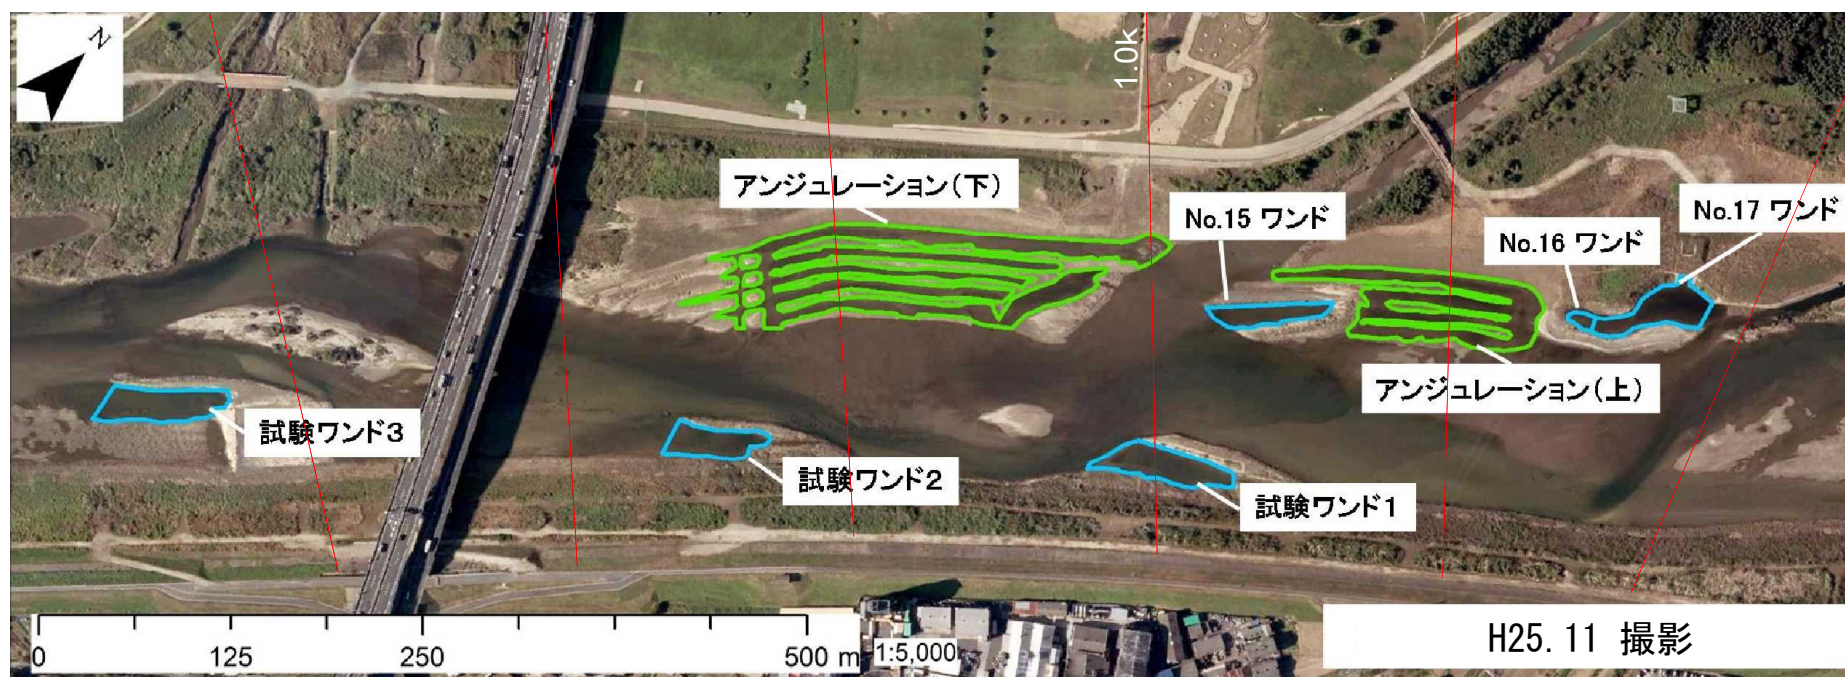 N
1.0k
アンジュレーション(下)
No.15 ワンド
No.16 ワンド
No.17 ワンド
アンジュレーション(上)
試験ワンド3
試験ワンド2
試験ワンド1
0 125 250 500 m
1:5,000
H25.11 撮影